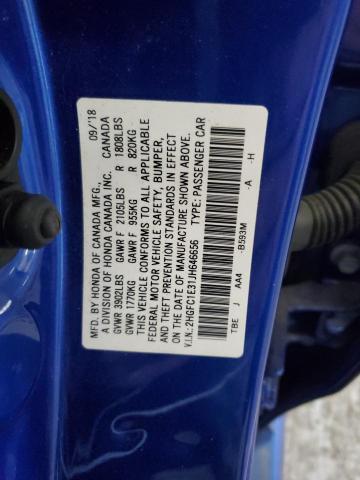 MFD. BY HONDA OF CANADA MFG. 09/'18
A DIVISION OF HONDA CANADA INC. CANADA
GVWR 3902LBS GAWR F 2105LBS R 1808LBS
GVWR 1770KG GAWR F 955KG R 820KG
THIS VEHICLE CONFORMS TO ALL APPLICABLE
FEDERAL MOTOR VEHICLE SAFETY, BUMPER,
AND THEFT PREVENTION STANDARDS IN EFFECT
ON THE DATE OF MANUFACTURE SHOWN ABOVE.
V.I.N.: 2HGFC1E31JH646656 TYPE: PASSENGER CAR
TBE J AA4 -B593M -A -H